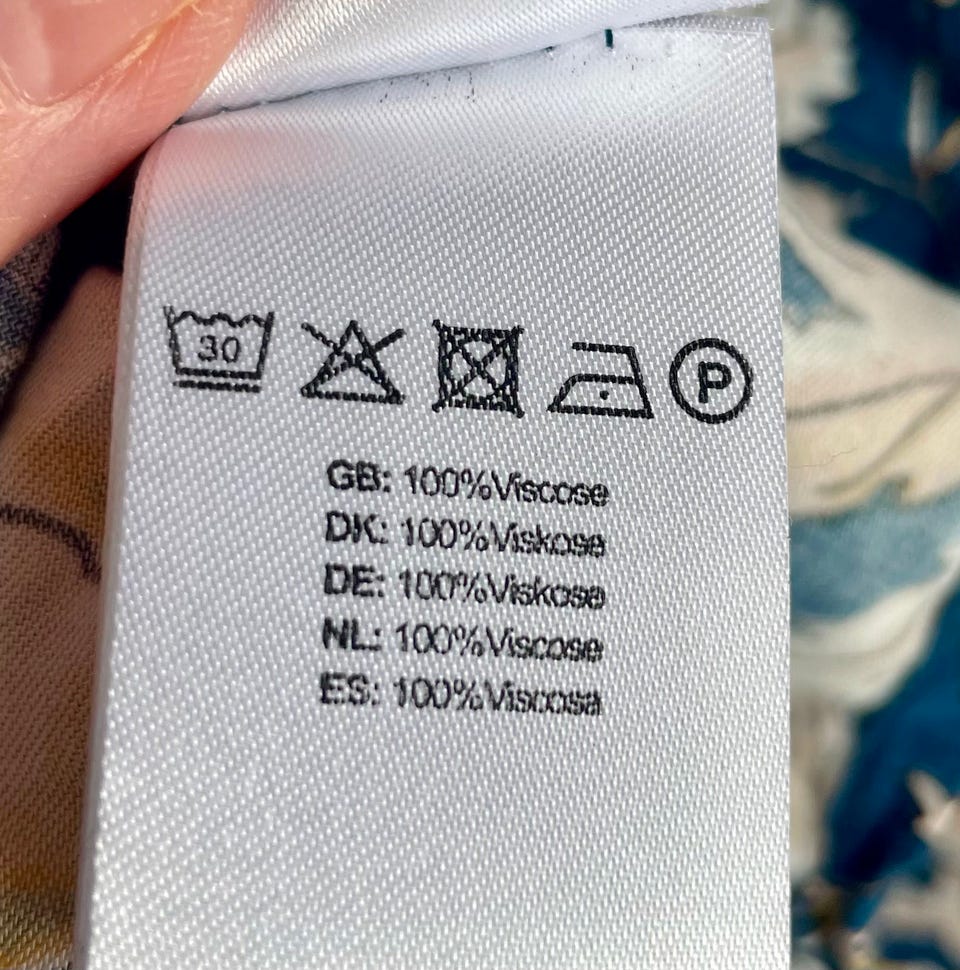 30 P
GB: 100%Viscose
DK: 100%Viskose
DE: 100%Viskose
NL: 100%Viscose
ES: 100%Viscosa